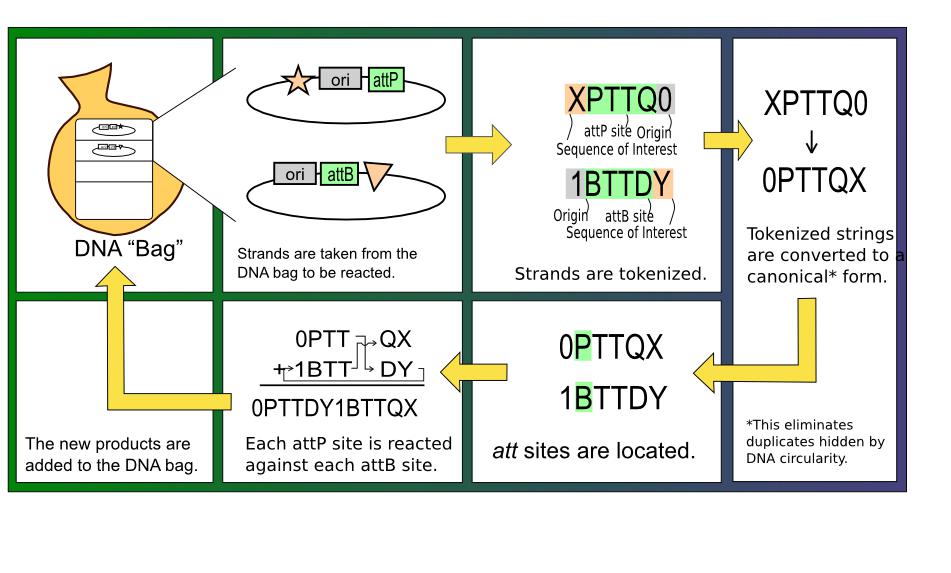 ori
attP
ori
attB
DNA “Bag”
Strands are taken from the
DNA bag to be reacted.
XPTTQ0
attP site Origin
Sequence of Interest
1BTTDY
Origin attB site
Sequence of Interest
Strands are tokenized.
XPTTQ0
0PTTQX
Tokenized strings
are converted to a
canonical* form.
*This eliminates
duplicates hidden by
DNA circularity.
0PTTQX
1BTTDY
att sites are located.
0PTT QX
+ 1BTT DY
0PTTDY1BTTQX
Each attP site is reacted
against each attB site.
The new products are
added to the DNA bag.